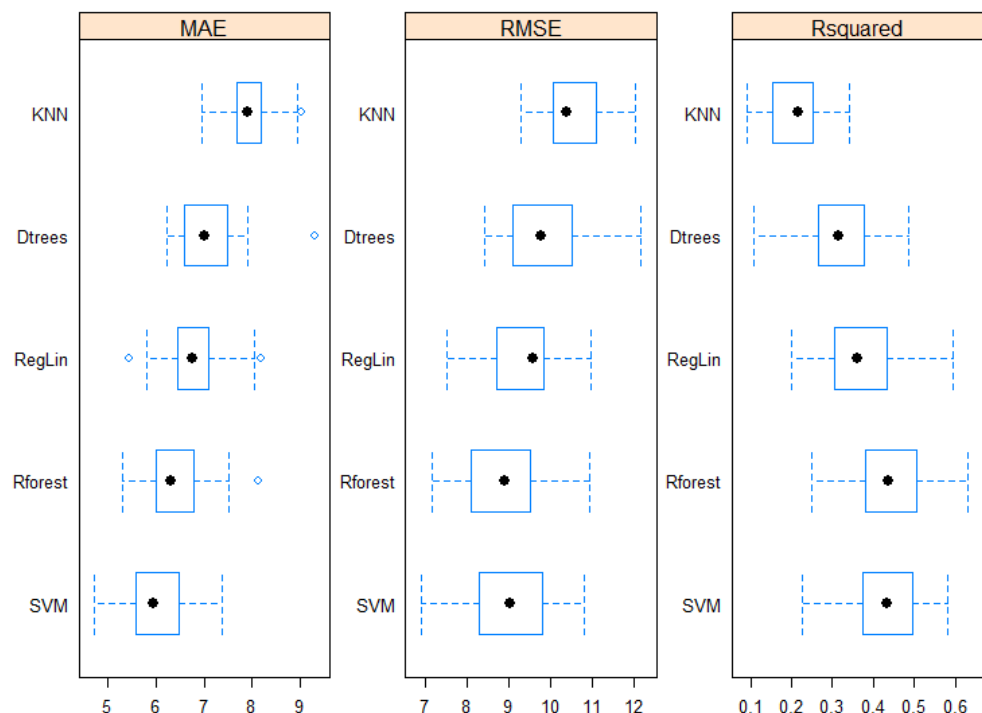 MAE RMSE Rsquared
KNN KNN KNN
Dtrees Dtrees Dtrees
RegLin RegLin RegLin
Rforest Rforest Rforest
SVM SVM SVM
5 6 7 8 9 7 8 9 10 11 12 0.1 0.2 0.3 0.4 0.5 0.6